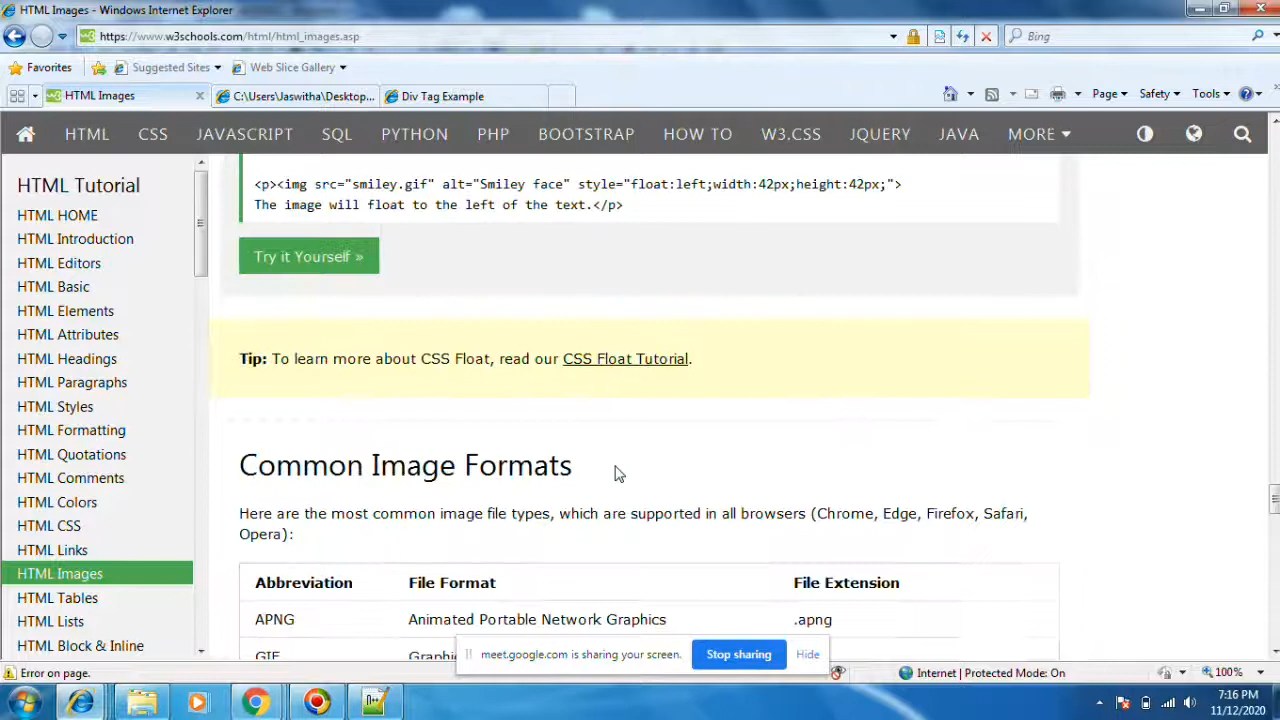 HTML Images - Windows Internet Explorer
https://www.w3schools.com/html/html_images.asp
Bing
Favorites
Suggested Sites
Web Slice Gallery
HTML Images
C:\Users\Jaswitha\Desktop...
Div Tag Example
Page
Safety
Tools
HTML CSS JAVASCRIPT SQL PYTHON PHP BOOTSTRAP HOW TO W3.CSS JQUERY JAVA MORE
HTML Tutorial
HTML HOME
HTML Introduction
HTML Editors
HTML Basic
HTML Elements
HTML Attributes
HTML Headings
HTML Paragraphs
HTML Styles
HTML Formatting
HTML Quotations
HTML Comments
HTML Colors
HTML CSS
HTML Links
HTML Images
HTML Tables
HTML Lists
HTML Block & Inline
<p><img src="smiley.gif" alt="Smiley face" style="float:left;width:42px;height:42px;">
The image will float to the left of the text.</p>
Try it Yourself »
Tip: To learn more about CSS Float, read our CSS Float Tutorial.
Common Image Formats
Here are the most common image file types, which are supported in all browsers (Chrome, Edge, Firefox, Safari,
Opera):
Abbreviation File Format File Extension
APNG Animated Portable Network Graphics .apng
GIF
meet.google.com is sharing your screen. Stop sharing Hide
Error on page.
Internet | Protected Mode: On
100%
7:16 PM
11/12/2020